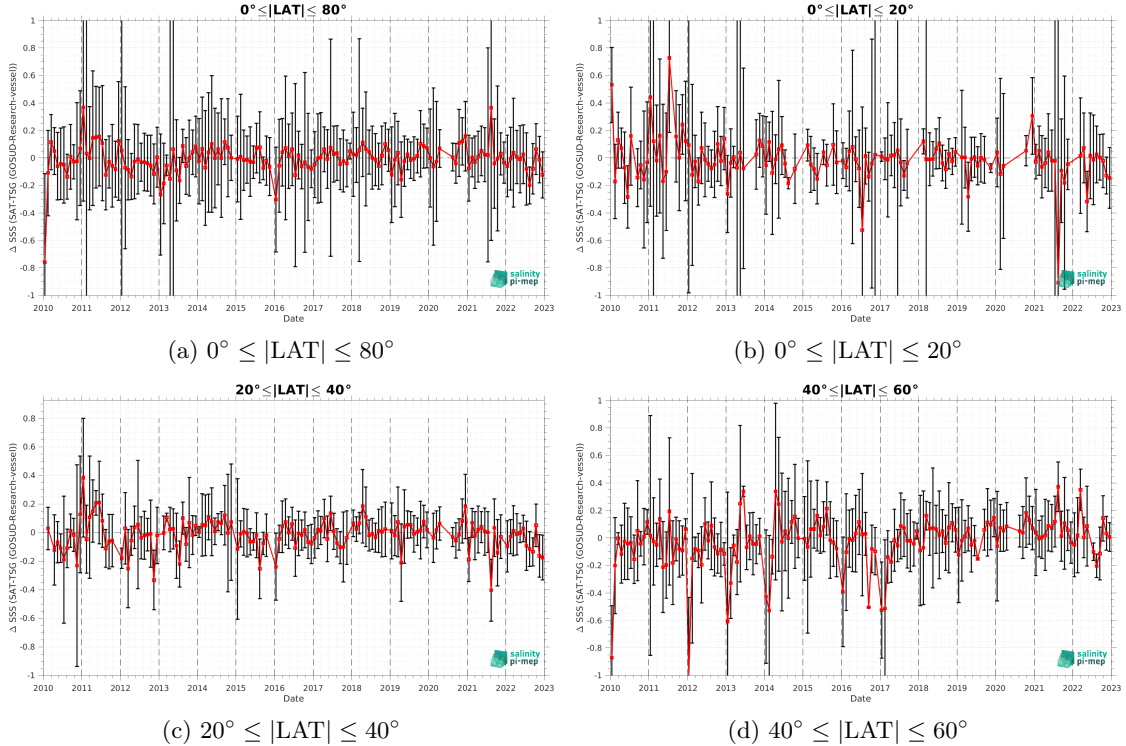 0°≤|LAT|≤ 80°
1
0.8
0.6
0.4
0.2
0
-0.2
-0.4
-0.6
-0.8
-1
Δ SSS (SAT-TSG (GOSUD-Research-vessel))
2010 2011 2012 2013 2014 2015 2016 2017 2018 2019 2020 2021 2022 2023
Date
salinity
pi-mep
(a) 0° ≤ |LAT| ≤ 80°
0°≤|LAT|≤ 20°
1
0.8
0.6
0.4
0.2
0
-0.2
-0.4
-0.6
-0.8
-1
Δ SSS (SAT-TSG (GOSUD-Research-vessel))
2010 2011 2012 2013 2014 2015 2016 2017 2018 2019 2020 2021 2022 2023
Date
salinity
pi-mep
(b) 0° ≤ |LAT| ≤ 20°
20°≤|LAT|≤ 40°
0.8
0.6
0.4
0.2
0
-0.2
-0.4
-0.6
-0.8
-1
Δ SSS (SAT-TSG (GOSUD-Research-vessel))
2010 2011 2012 2013 2014 2015 2016 2017 2018 2019 2020 2021 2022 2023
Date
salinity
pi-mep
(c) 20° ≤ |LAT| ≤ 40°
40°≤|LAT|≤ 60°
1
0.8
0.6
0.4
0.2
0
-0.2
-0.4
-0.6
-0.8
-1
Δ SSS (SAT-TSG (GOSUD-Research-vessel))
2010 2011 2012 2013 2014 2015 2016 2017 2018 2019 2020 2021 2022 2023
Date
salinity
pi-mep
(d) 40° ≤ |LAT| ≤ 60°